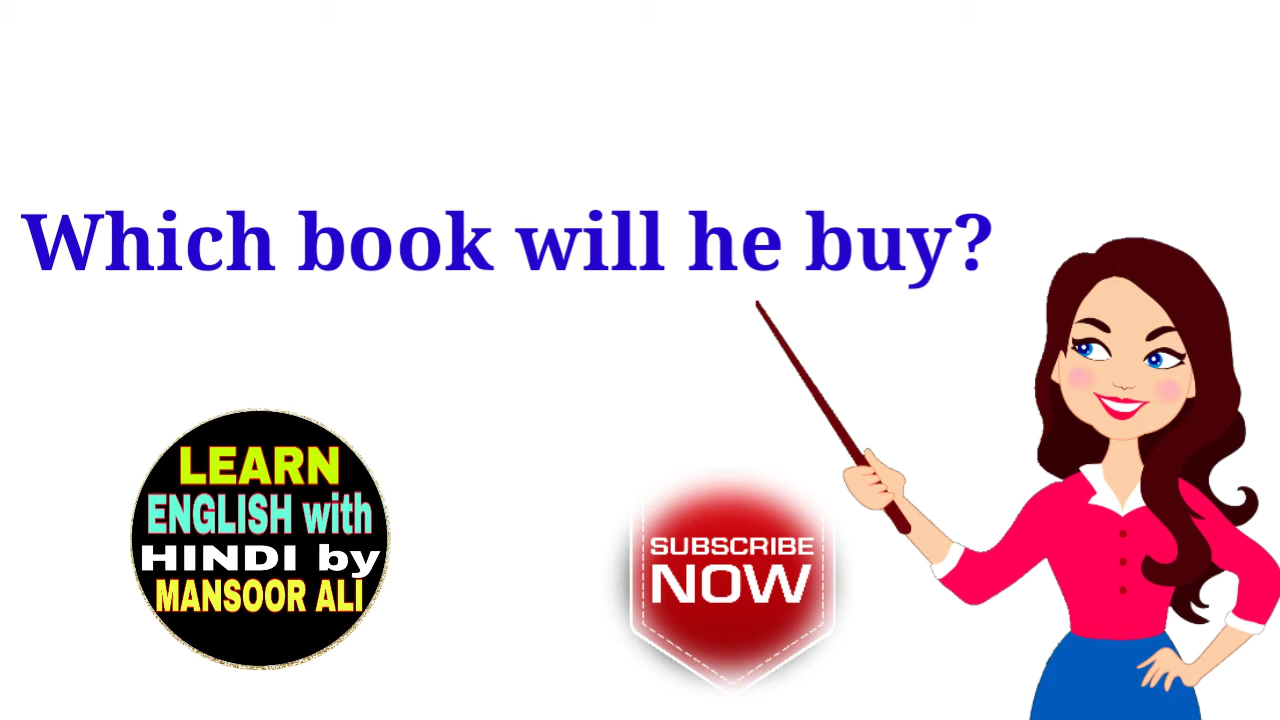 Which book will he buy?
LEARN
ENGLISH with
HINDI by
MANSOOR ALI
SUBSCRIBE
NOW